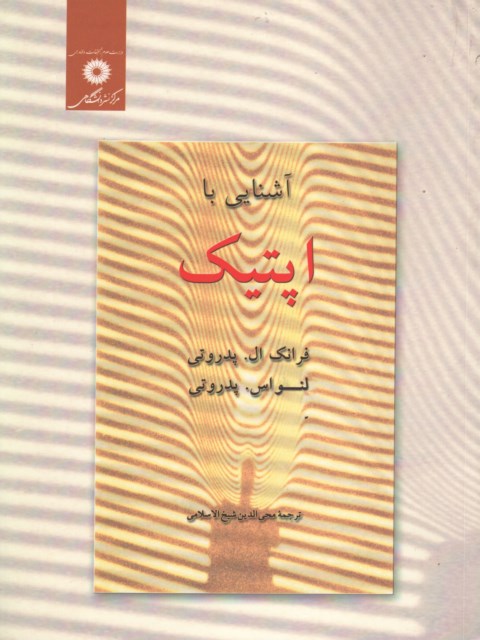 مرکز نشر دانشگاهی
آشنایی با
اپتیک
فرانک ال. پدروتی
لنو اس. پدروتی
ترجمهٔ محی‌الدین شیخ‌الاسلامی